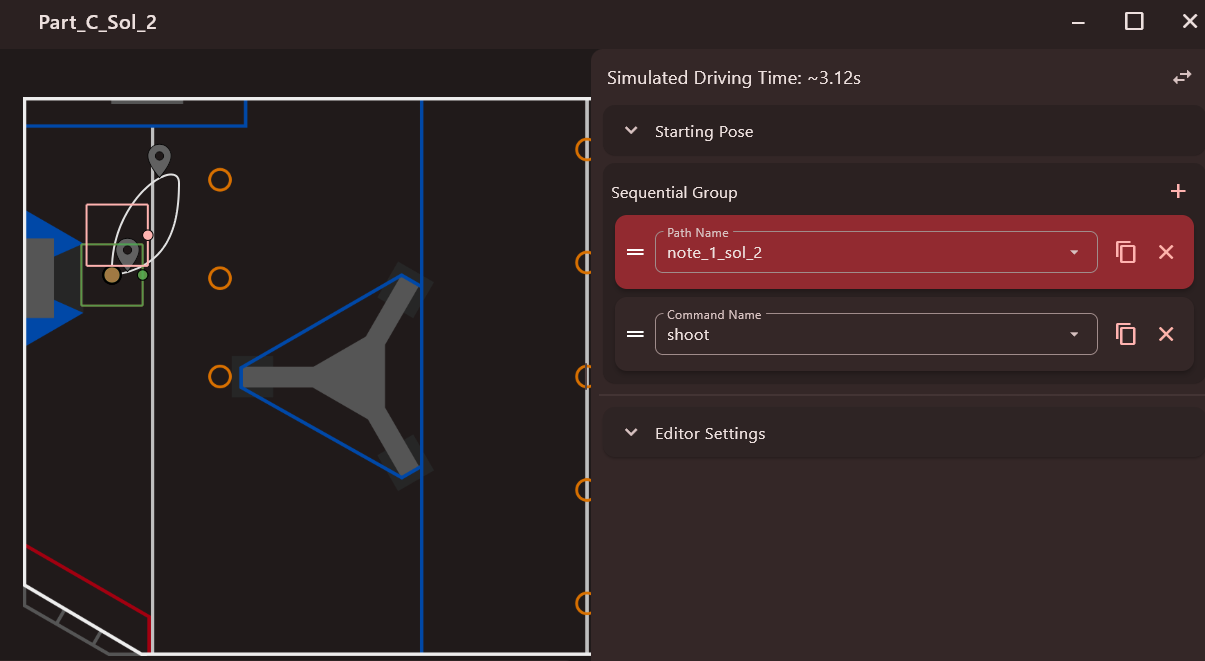 Part_C_Sol_2
Simulated Driving Time: ~3.12s
Starting Pose
Sequential Group
Path Name
note_1_sol_2
Command Name
shoot
Editor Settings